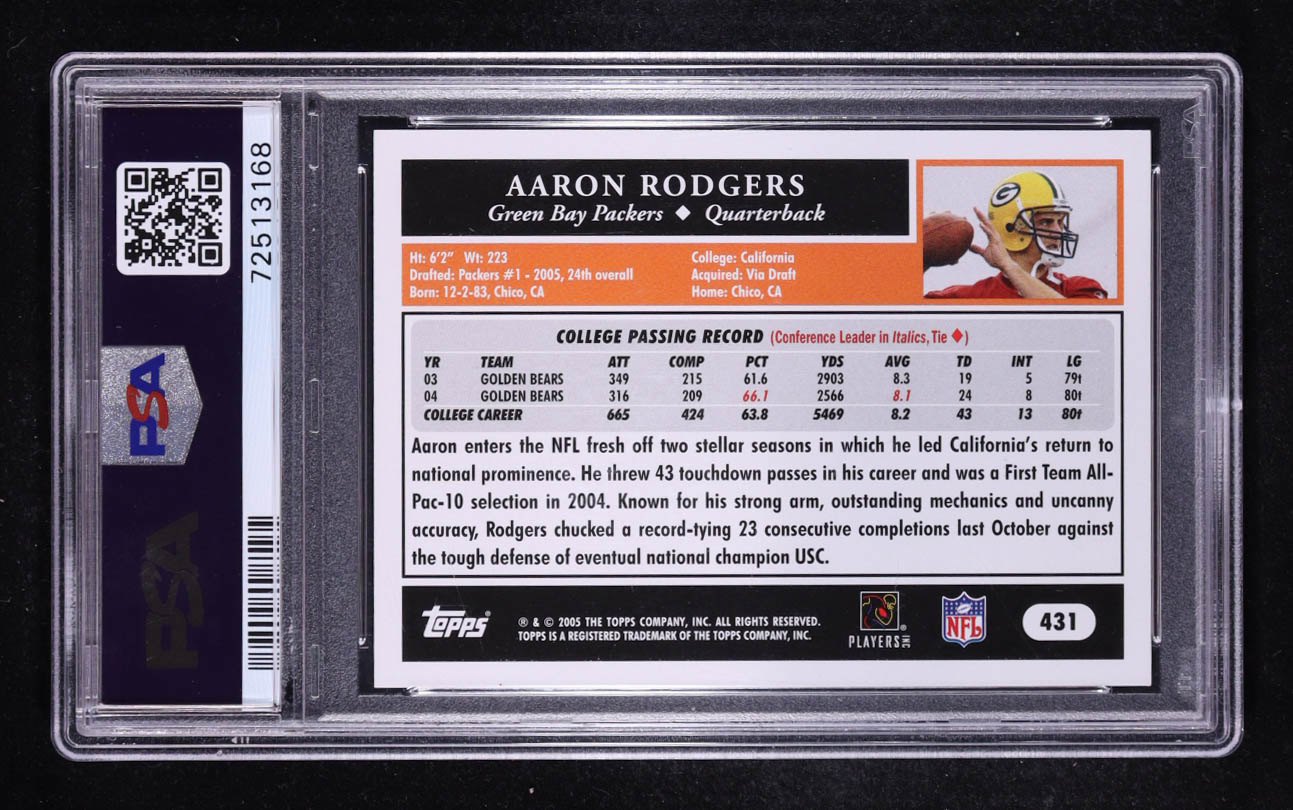 72513168
PSA
PSA
AARON RODGERS
Green Bay Packers ◆ Quarterback
Ht: 6'2" Wt: 223
Drafted: Packers #1 - 2005, 24th overall
Born: 12-2-83, Chico, CA
College: California
Acquired: Via Draft
Home: Chico, CA
G
COLLEGE PASSING RECORD (Conference Leader in Italics, Tie ◆)
YR TEAM ATT COMP PCT YDS AVG TD INT LG
03 GOLDEN BEARS 349 215 61.6 2903 8.3 19 5 79t
04 GOLDEN BEARS 316 209 66.1 2566 8.1 24 8 80t
COLLEGE CAREER 665 424 63.8 5469 8.2 43 13 80t
Aaron enters the NFL fresh off two stellar seasons in which he led California's return to
national prominence. He threw 43 touchdown passes in his career and was a First Team All-
Pac-10 selection in 2004. Known for his strong arm, outstanding mechanics and uncanny
accuracy, Rodgers chucked a record-tying 23 consecutive completions last October against
the tough defense of eventual national champion USC.
Topps®
® & © 2005 THE TOPPS COMPANY, INC. ALL RIGHTS RESERVED.
TOPPS IS A REGISTERED TRADEMARK OF THE TOPPS COMPANY, INC.
PLAYERS INC ®
NFL
431
PSA